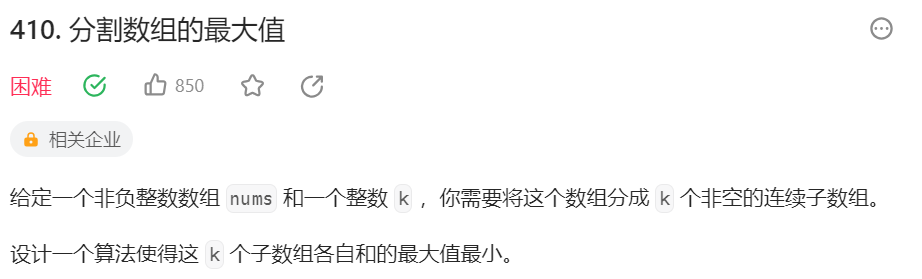 410. 分割数组的最大值
困难 850
相关企业
给定一个非负整数数组 nums 和一个整数 k ，你需要将这个数组分成 k 个非空的连续子数组。
设计一个算法使得这 k 个子数组各自和的最大值最小。